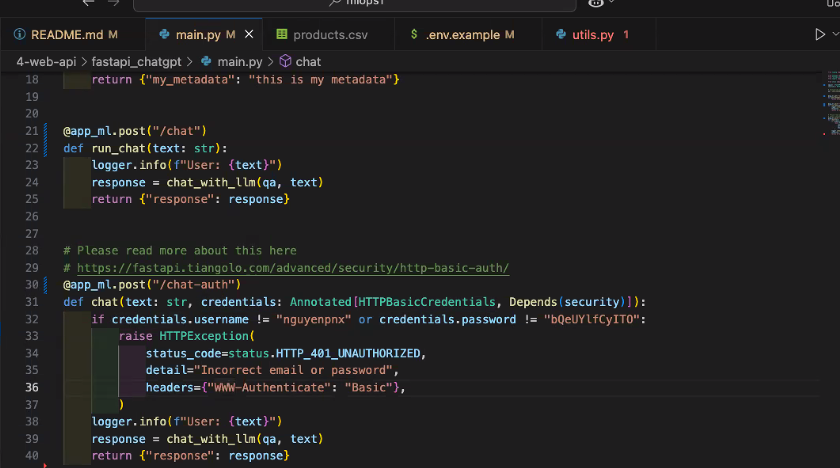 mlops1
README.md M
main.py M
products.csv
$ .env.example M
utils.py 1
4-web-api > fastapi_chatgpt > main.py > chat
18 return {"my_metadata": "this is my metadata"}
19
20
21 @app_ml.post("/chat")
22 def run_chat(text: str):
23 logger.info(f"User: {text}")
24 response = chat_with_llm(qa, text)
25 return {"response": response}
26
27
28 # Please read more about this here
29 # https://fastapi.tiangolo.com/advanced/security/http-basic-auth/
30 @app_ml.post("/chat-auth")
31 def chat(text: str, credentials: Annotated[HTTPBasicCredentials, Depends(security)]):
32 if credentials.username != "nguyenpnx" or credentials.password != "bQeUYlfCyITO":
33 raise HTTPException(
34 status_code=status.HTTP_401_UNAUTHORIZED,
35 detail="Incorrect email or password",
36 headers={"WWW-Authenticate": "Basic"},
37 )
38 logger.info(f"User: {text}")
39 response = chat_with_llm(qa, text)
40 return {"response": response}